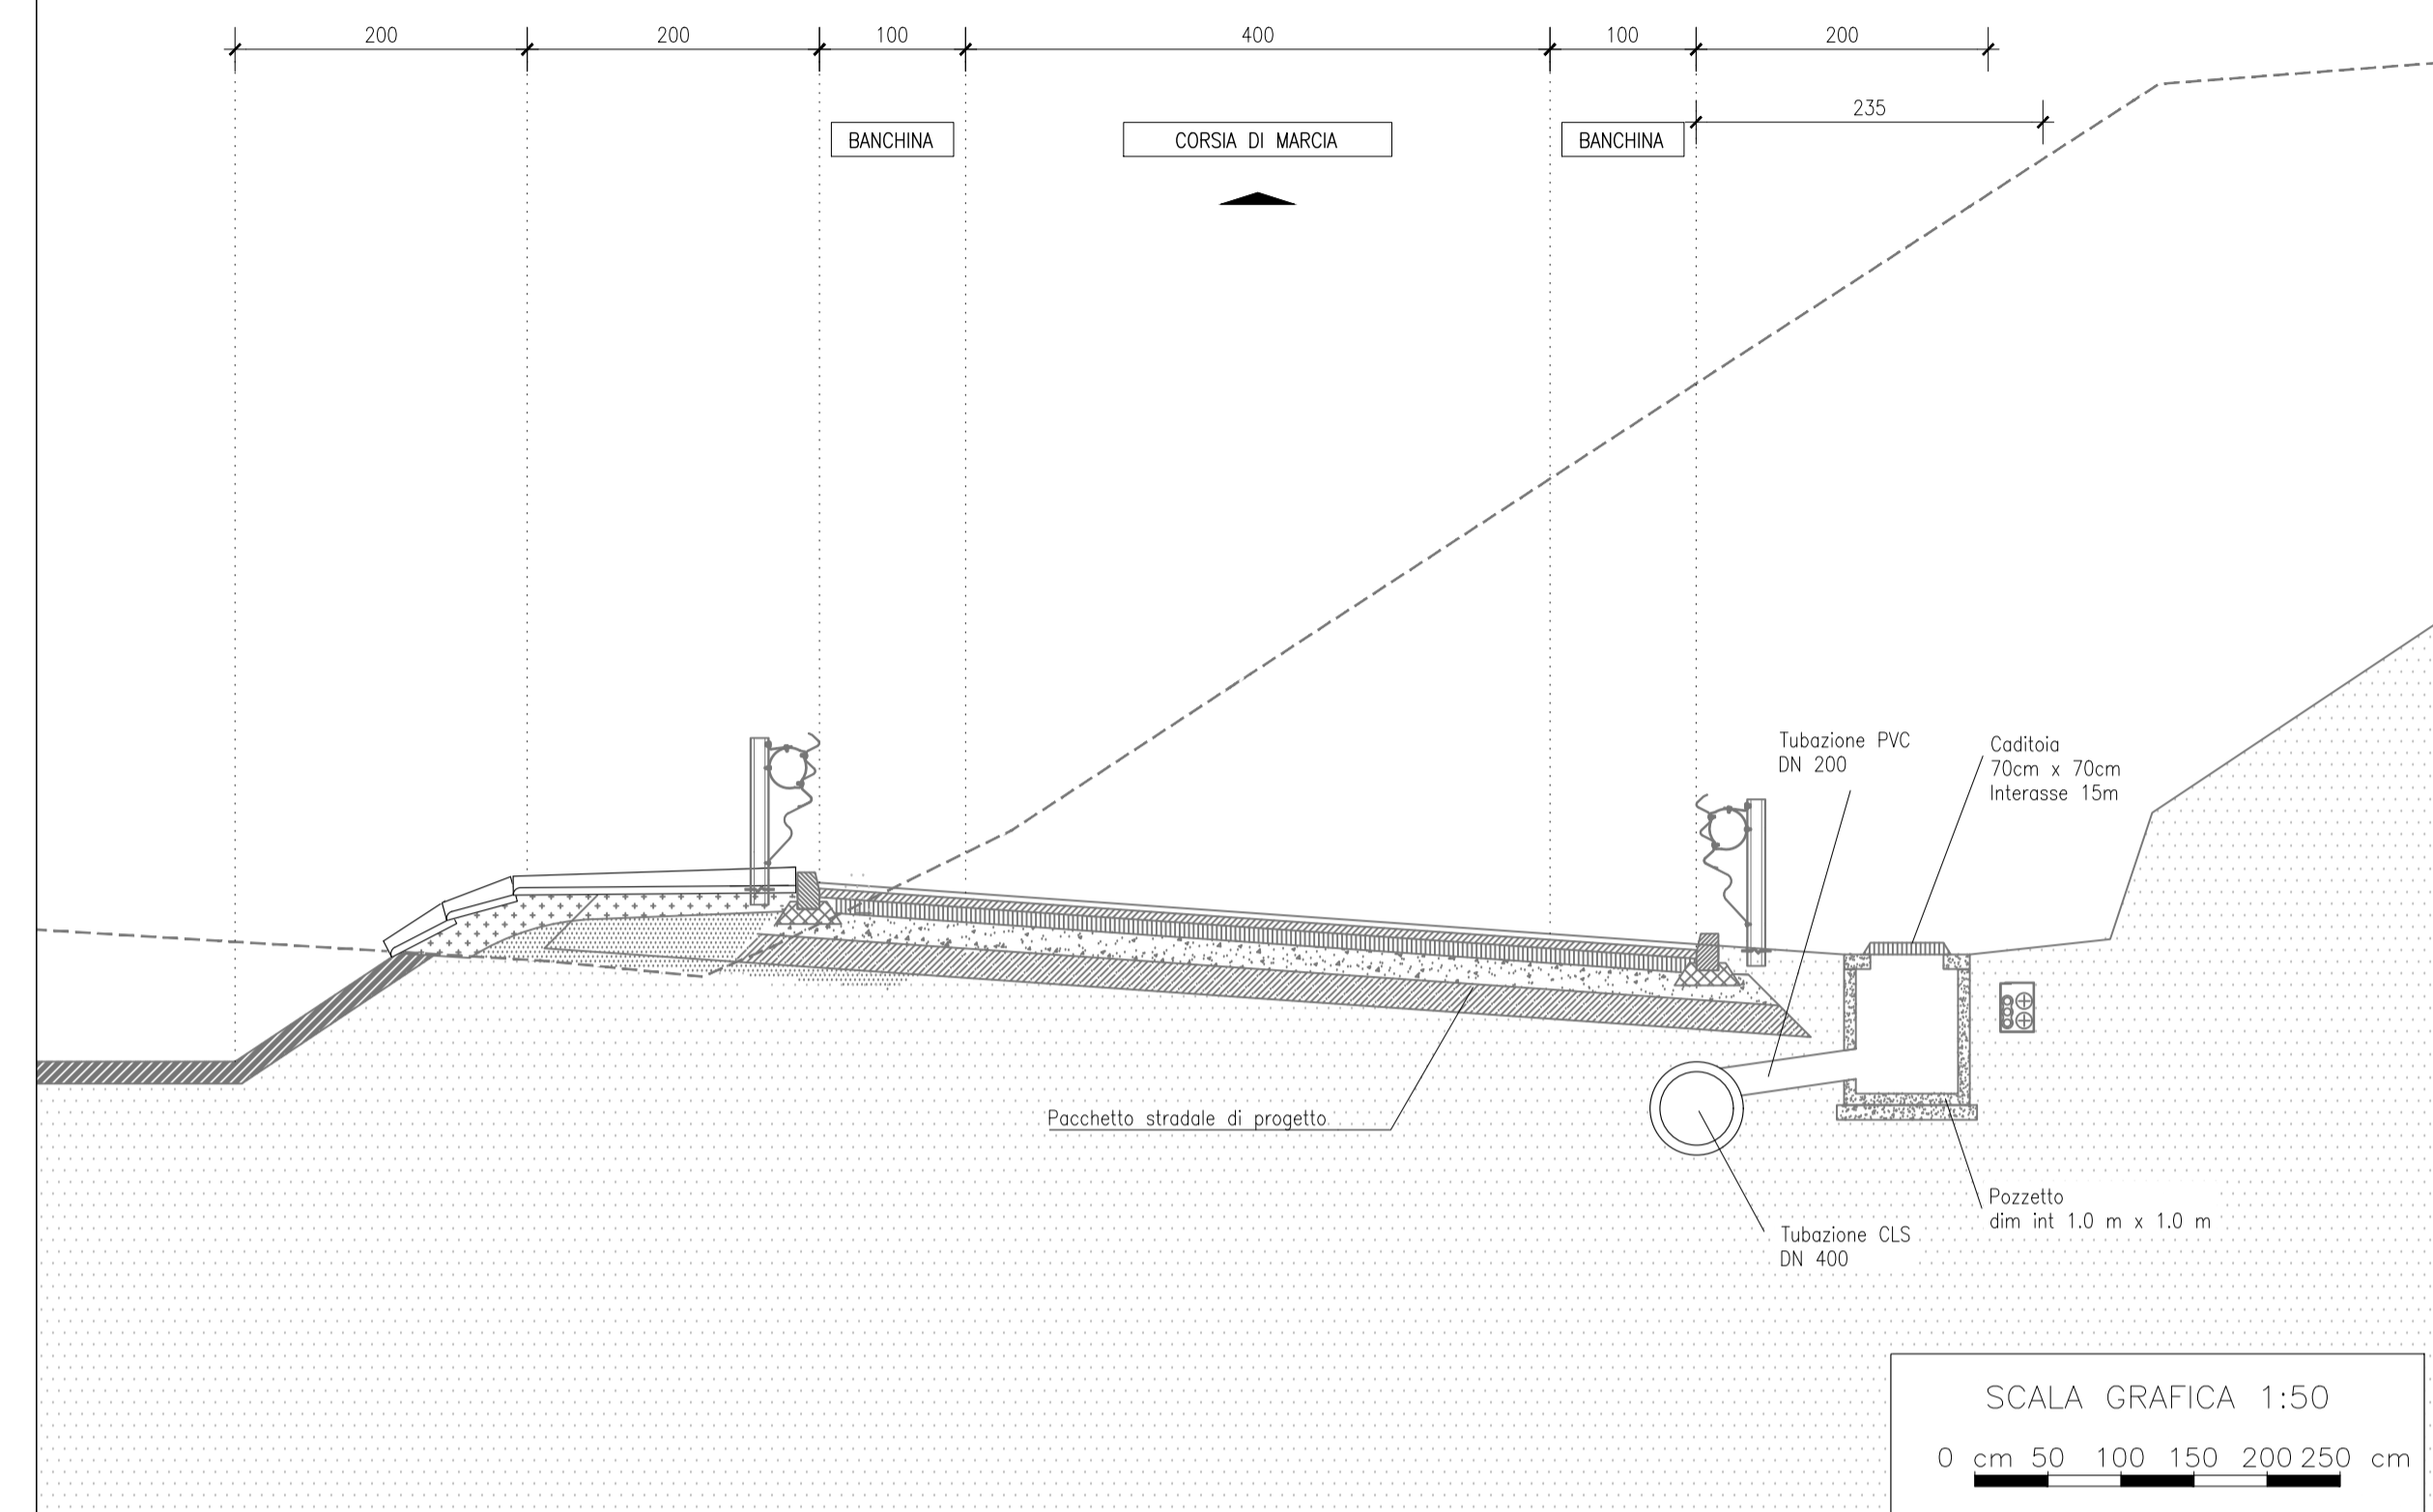 200
200
100
400
100
200
235
BANCHINA
CORSIA DI MARCIA
BANCHINA
Tubazione PVC
DN 200
Caditoia
70cm x 70cm
Interasse 15m
Pacchetto stradale di progetto
Pozzetto
dim int 1.0 m x 1.0 m
Tubazione CLS
DN 400
SCALA GRAFICA 1:50
0 cm 50 100 150 200 250 cm